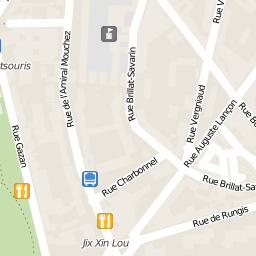 Rue de l'Amiral Mouchez
Rue Brillat-Savarin
tsouris
Rue Vergniaud
Rue Auguste Lançon
Rue Gazan
Rue Charbonnel
Rue Brillat-Sa
Rue de Rungis
Jix Xin Lou